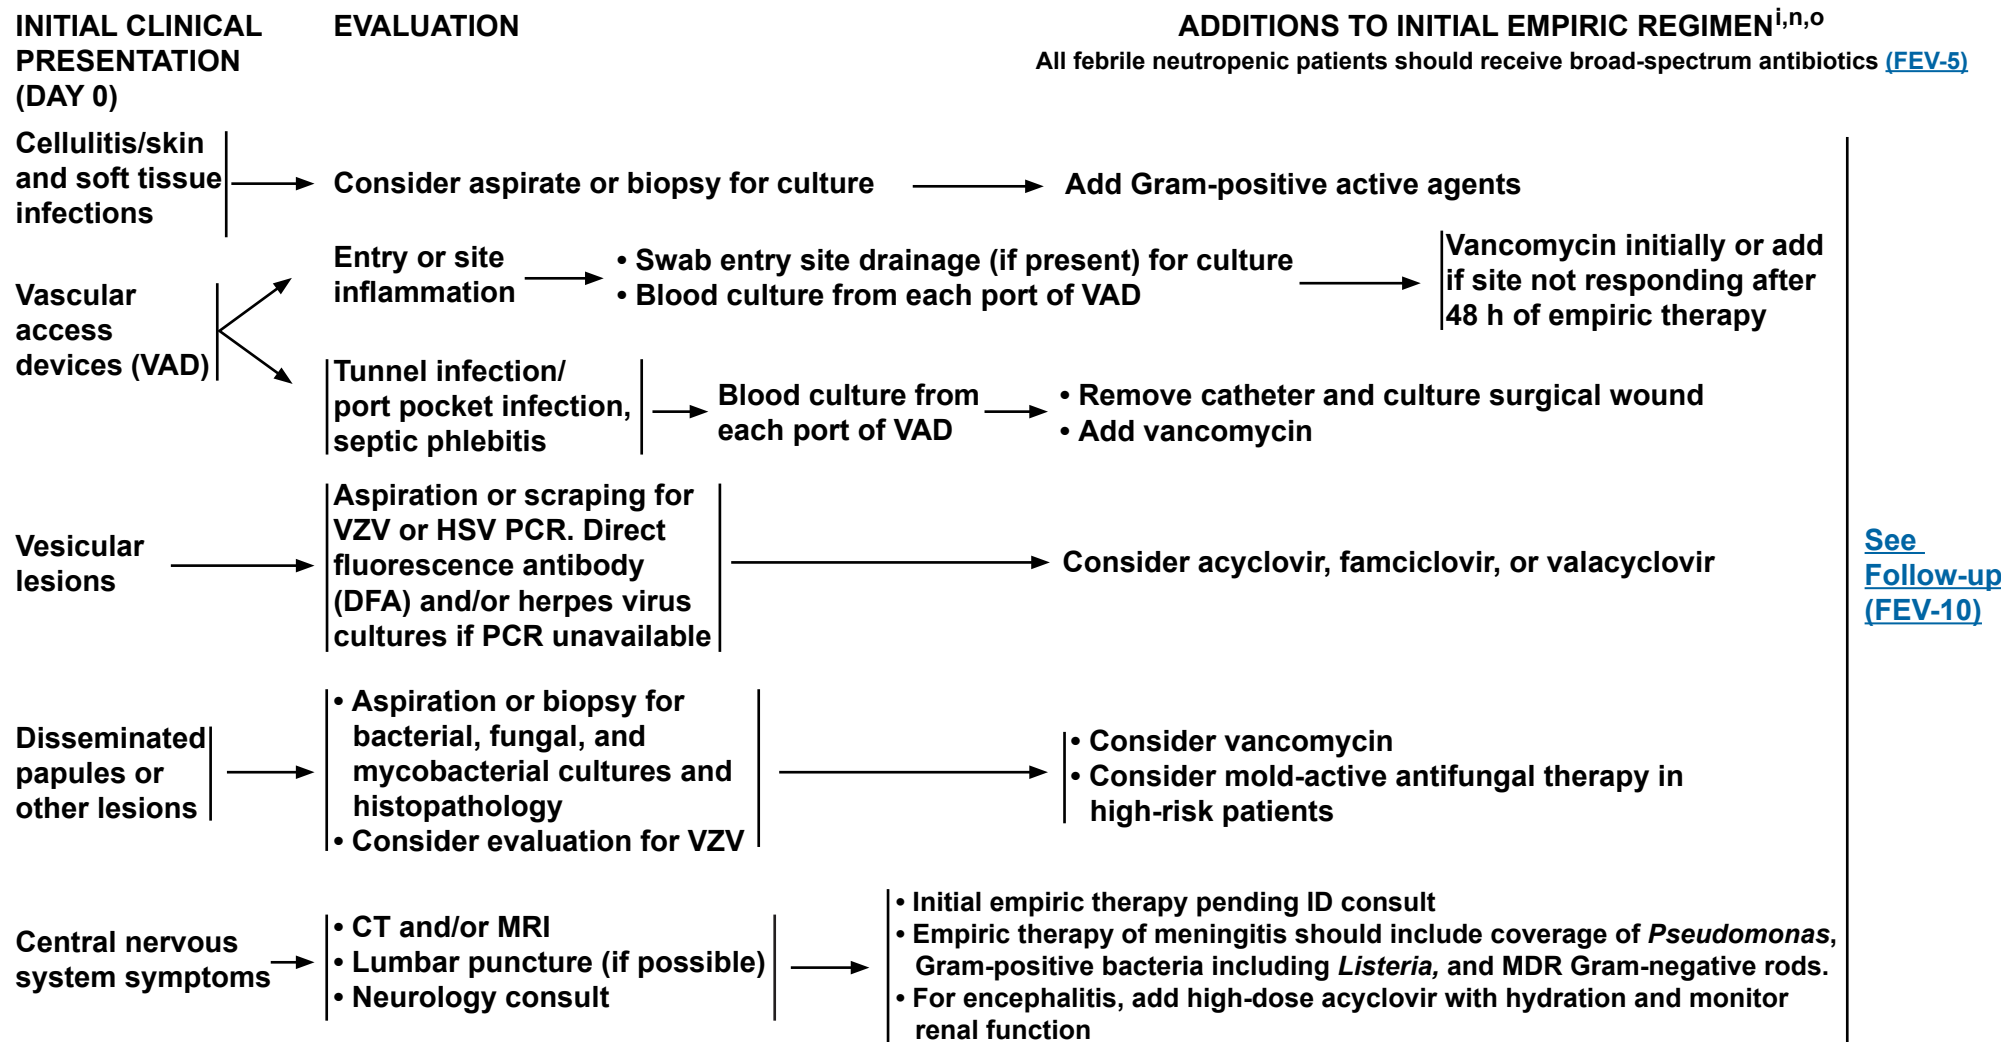 INITIAL CLINICAL
PRESENTATION
(DAY 0)
EVALUATION
ADDITIONS TO INITIAL EMPIRIC REGIMENi,n,o
All febrile neutropenic patients should receive broad-spectrum antibiotics (FEV-5)
Cellulitis/skin
and soft tissue
infections
Consider aspirate or biopsy for culture
Add Gram-positive active agents
Vascular
access
devices (VAD)
Entry or site
inflammation
• Swab entry site drainage (if present) for culture
• Blood culture from each port of VAD
Vancomycin initially or add
if site not responding after
48 h of empiric therapy
Tunnel infection/
port pocket infection,
septic phlebitis
Blood culture from
each port of VAD
• Remove catheter and culture surgical wound
• Add vancomycin
Vesicular
lesions
Aspiration or scraping for
VZV or HSV PCR. Direct
fluorescence antibody
(DFA) and/or herpes virus
cultures if PCR unavailable
Consider acyclovir, famciclovir, or valacyclovir
Disseminated
papules or
other lesions
• Aspiration or biopsy for
bacterial, fungal, and
mycobacterial cultures and
histopathology
• Consider evaluation for VZV
• Consider vancomycin
• Consider mold-active antifungal therapy in
high-risk patients
Central nervous
system symptoms
• CT and/or MRI
• Lumbar puncture (if possible)
• Neurology consult
• Initial empiric therapy pending ID consult
• Empiric therapy of meningitis should include coverage of Pseudomonas,
Gram-positive bacteria including Listeria, and MDR Gram-negative rods.
• For encephalitis, add high-dose acyclovir with hydration and monitor
renal function
See
Follow-up
(FEV-10)